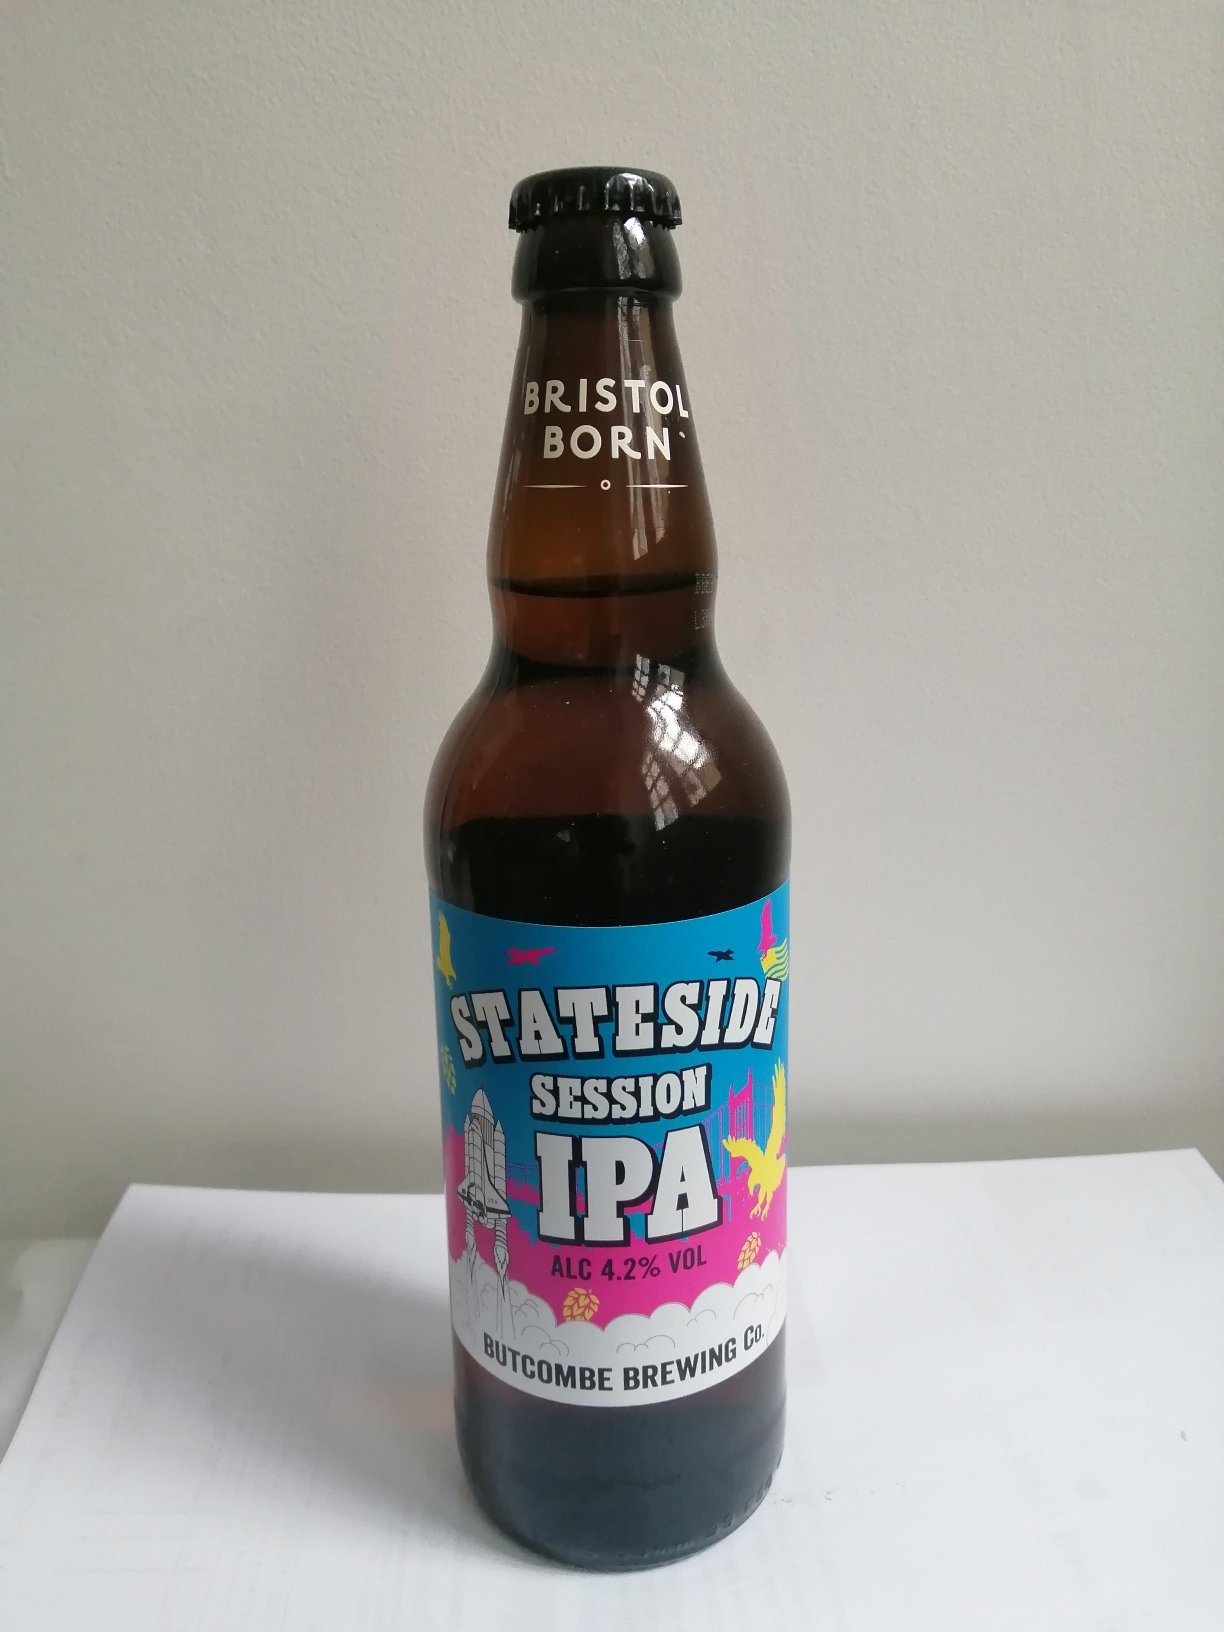 BRISTOL
BORN
STATESIDE
SESSION
IPA
ALC 4.2% VOL
BUTCOMBE BREWING Co.